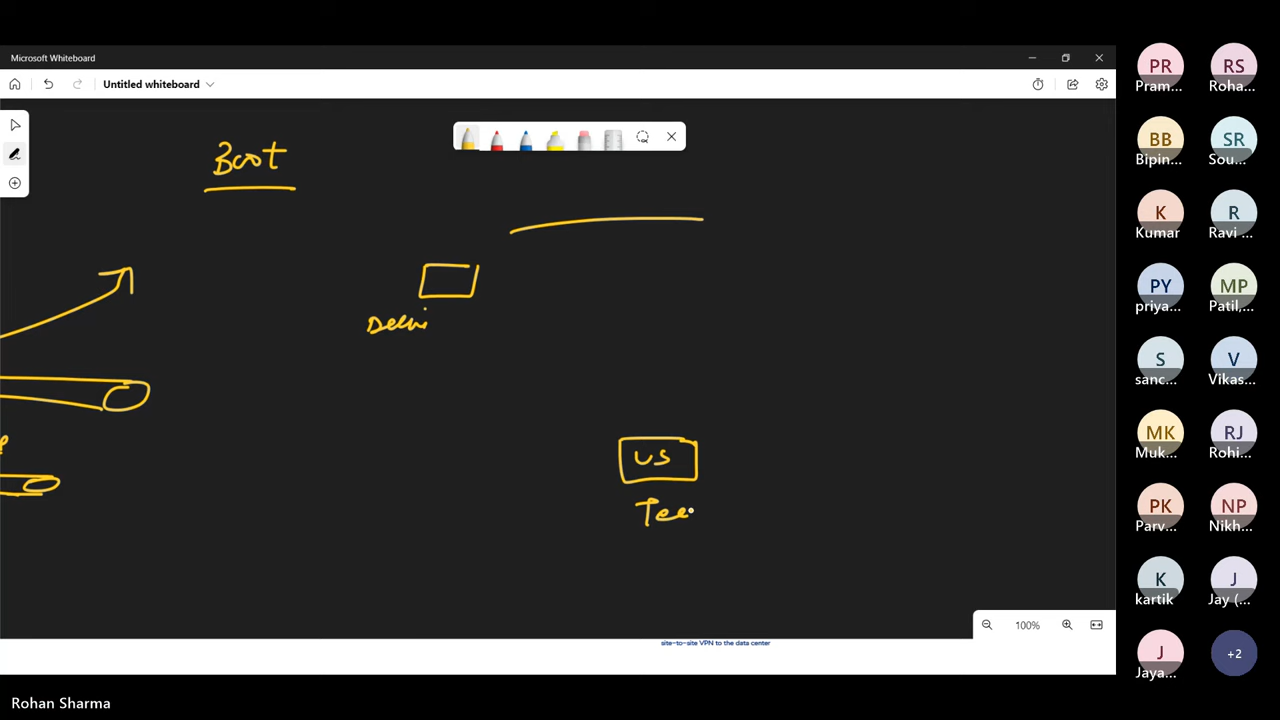 Microsoft Whiteboard
Untitled whiteboard
Boot
Delhi
US
100%
site-to-site VPN to the data center
PR
Pram...
RS
Roha...
BB
Bipin...
SR
Sou...
K
Kumar
R
Ravi ...
PY
priya...
MP
Patil,...
S
sanc...
V
Vikas...
MK
Muk...
RJ
Rohi...
PK
Parv...
NP
Nikh...
K
kartik
J
Jay (...
J
Jaya...
+2
Rohan Sharma